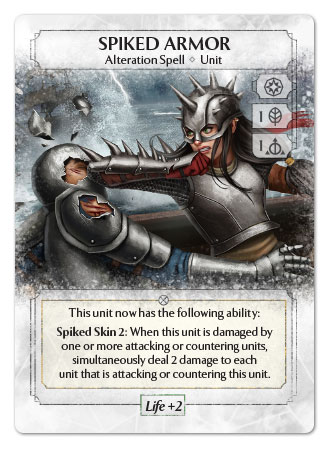 SPIKED ARMOR
Alteration Spell ◇ Unit
1
1
This unit now has the following ability:
Spiked Skin 2: When this unit is damaged by
one or more attacking or countering units,
simultaneously deal 2 damage to each
unit that is attacking or countering this unit.
Life +2